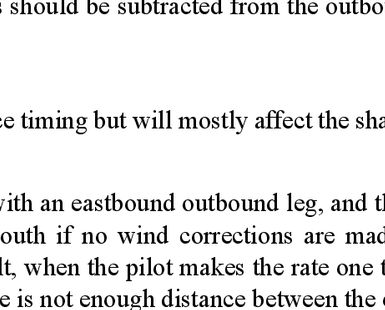 s should be subtracted from the outbo
ce timing but will mostly affect the sha
with an eastbound outbound leg, and th
outh if no wind corrections are mad
lt, when the pilot makes the rate one t
e is not enough distance between the